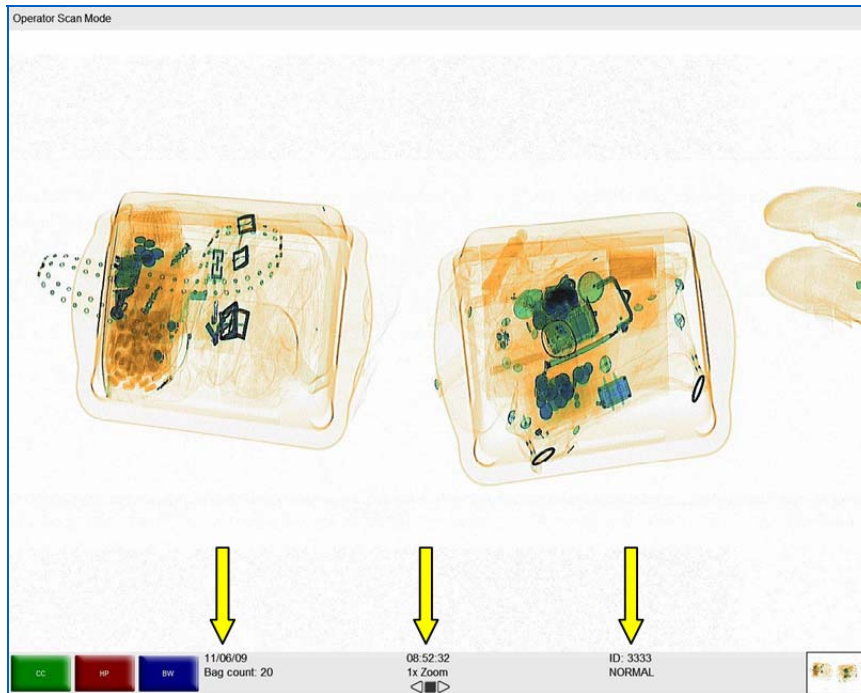 Operator Scan Mode
CC
HP
BW
11/06/09
Bag count: 20
08:52:32
1x Zoom
ID: 3333
NORMAL